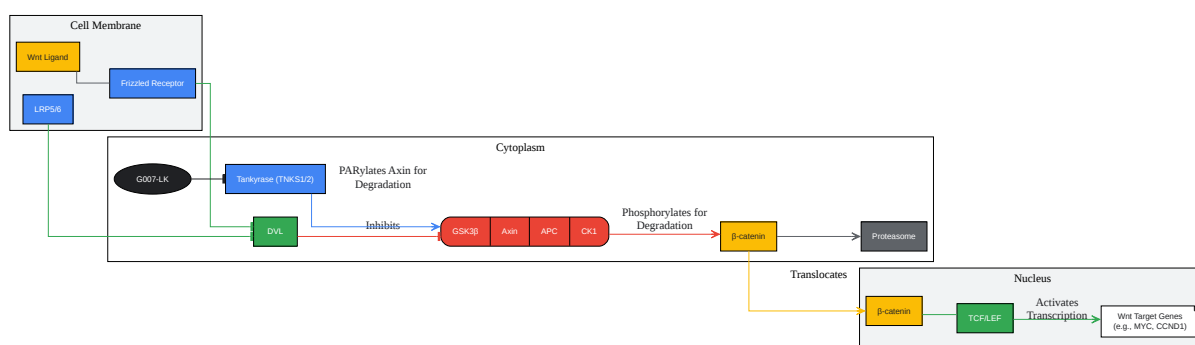 Cell Membrane
Wnt Ligand
Frizzled Receptor
LRP5/6
Cytoplasm
G007-LK
Tankyrase (TNKS1/2)
PARylates Axin for
Degradation
DVL
Inhibits
GSK3β
Axin
APC
CK1
Phosphorylates for
Degradation
β-catenin
Proteasome
Translocates
Nucleus
β-catenin
TCF/LEF
Activates
Transcription
Wnt Target Genes
(e.g., MYC, CCND1)